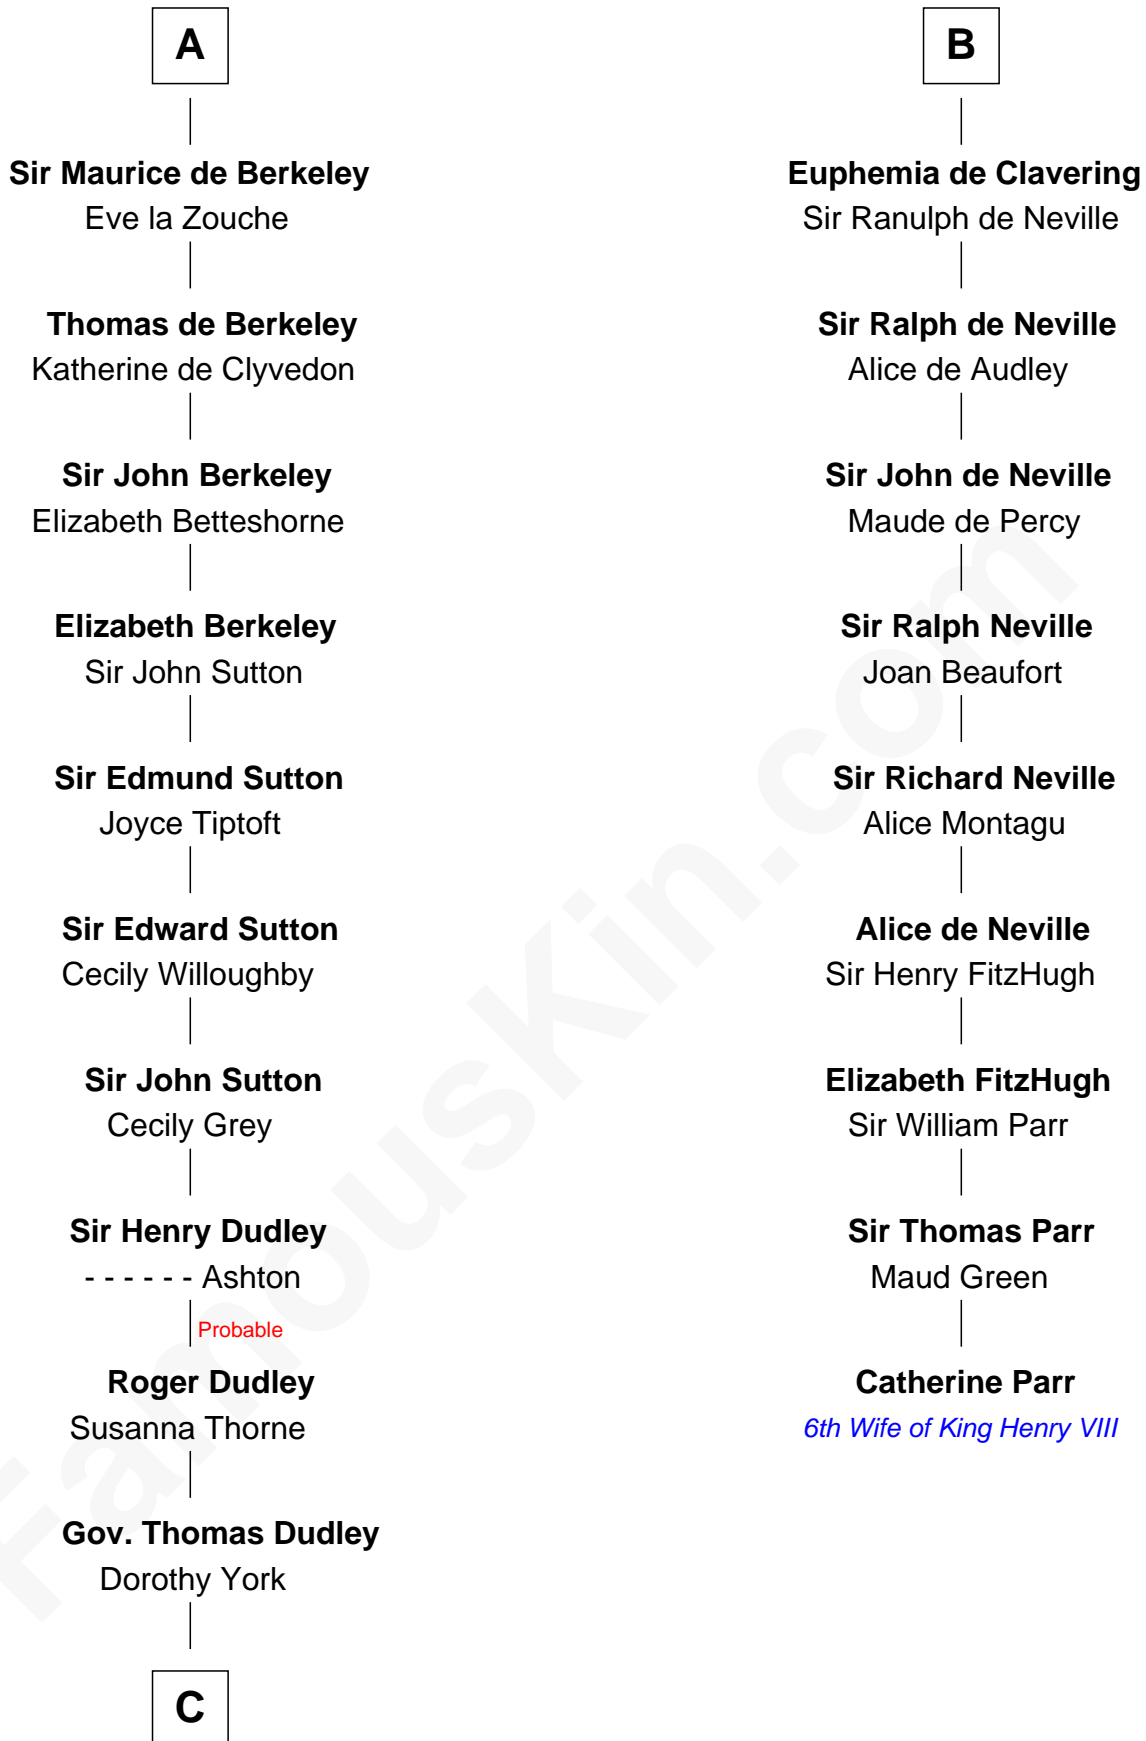 A
Sir Maurice de Berkeley
Eve la Zouche
Thomas de Berkeley
Katherine de Clyvedon
Sir John Berkeley
Elizabeth Betteshorne
Elizabeth Berkeley
Sir John Sutton
Sir Edmund Sutton
Joyce Tiptoft
Sir Edward Sutton
Cecily Willoughby
Sir John Sutton
Cecily Grey
Sir Henry Dudley
- - - - - - Ashton
Probable
Roger Dudley
Susanna Thorne
Gov. Thomas Dudley
Dorothy York
C
B
Euphemia de Clavering
Sir Ranulph de Neville
Sir Ralph de Neville
Alice de Audley
Sir John de Neville
Maude de Percy
Sir Ralph Neville
Joan Beaufort
Sir Richard Neville
Alice Montagu
Alice de Neville
Sir Henry FitzHugh
Elizabeth FitzHugh
Sir William Parr
Sir Thomas Parr
Maud Green
Catherine Parr
6th Wife of King Henry VIII
FamousKin.com